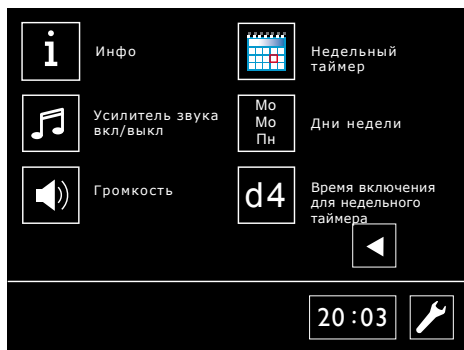 i
Инфо
Недельный
таймер
Усилитель звука
вкл/выкл
Mo
Mo
Пн
Дни недели
Громкость
d4
Время включения
для недельного
таймера
20:03